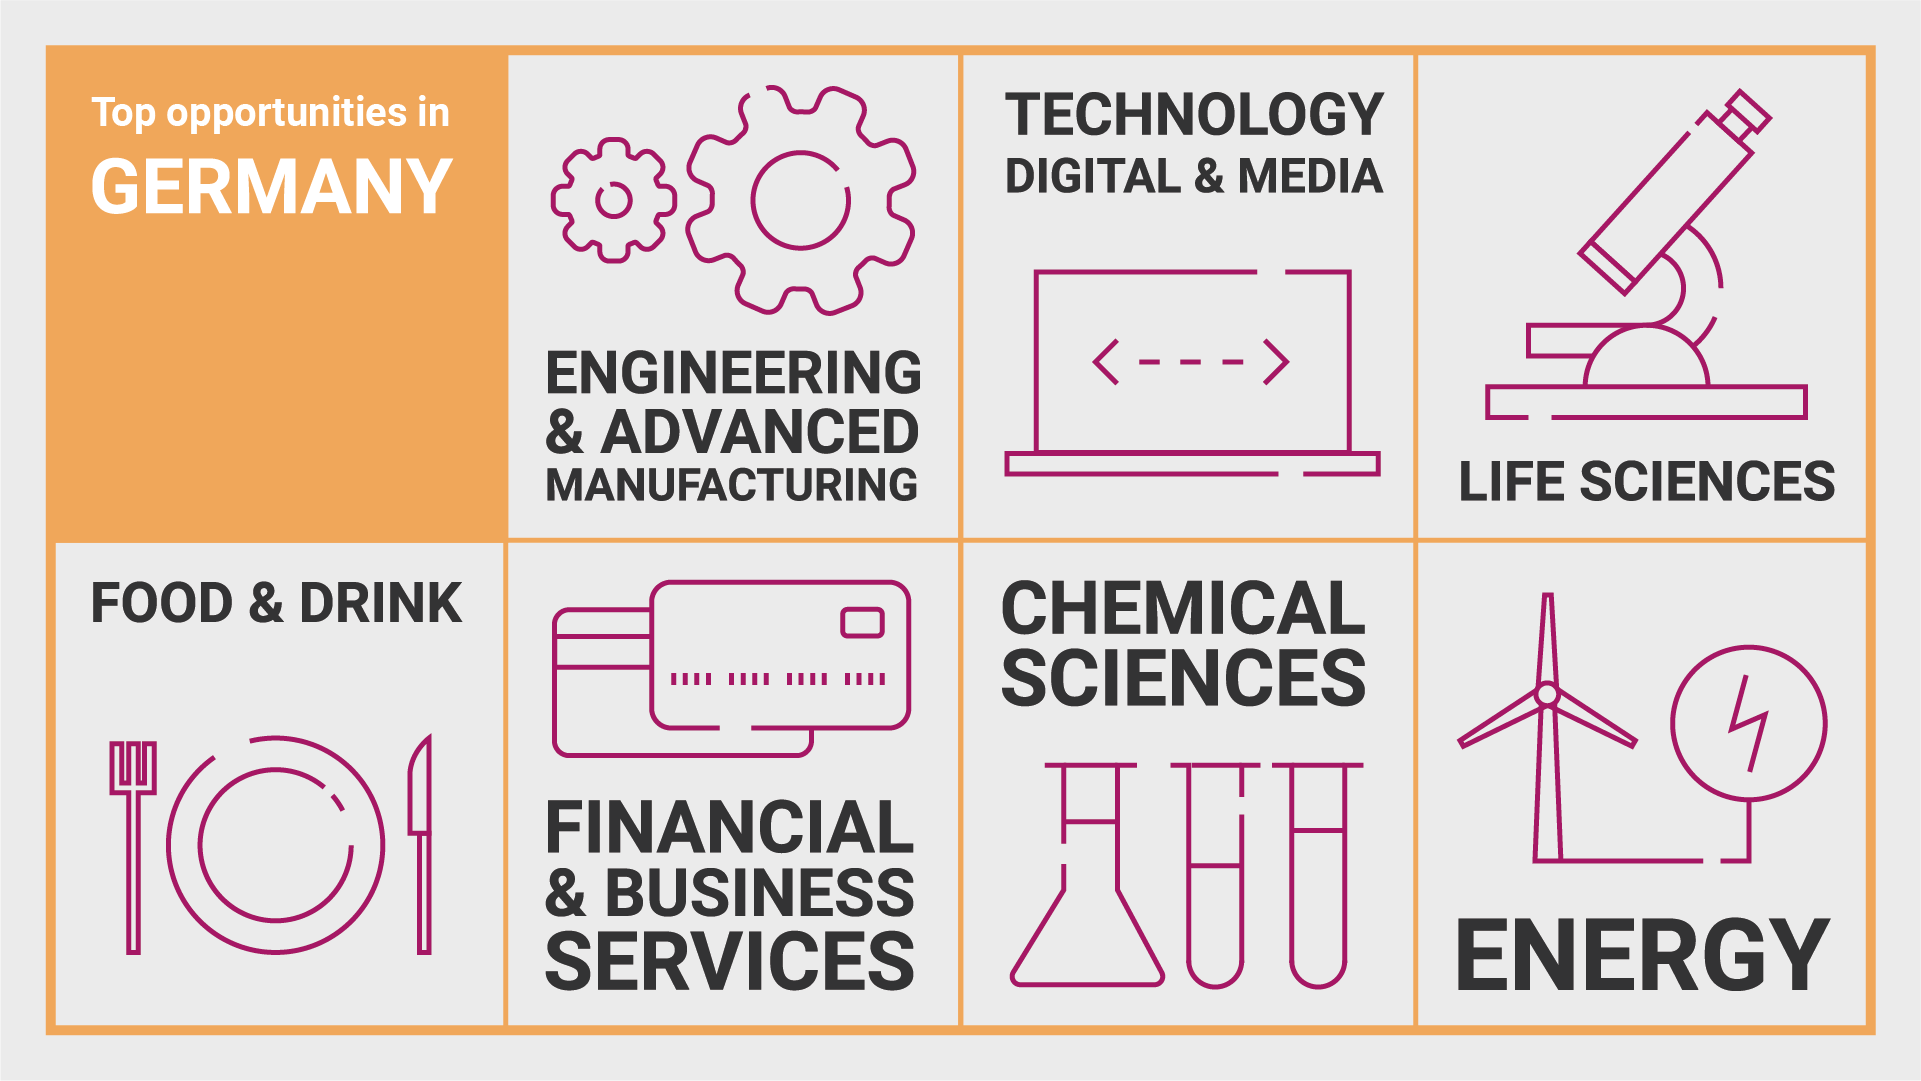 Top opportunities in
GERMANY
ENGINEERING
& ADVANCED
MANUFACTURING
TECHNOLOGY
DIGITAL & MEDIA
LIFE SCIENCES
FOOD & DRINK
FINANCIAL
& BUSINESS
SERVICES
CHEMICAL
SCIENCES
ENERGY